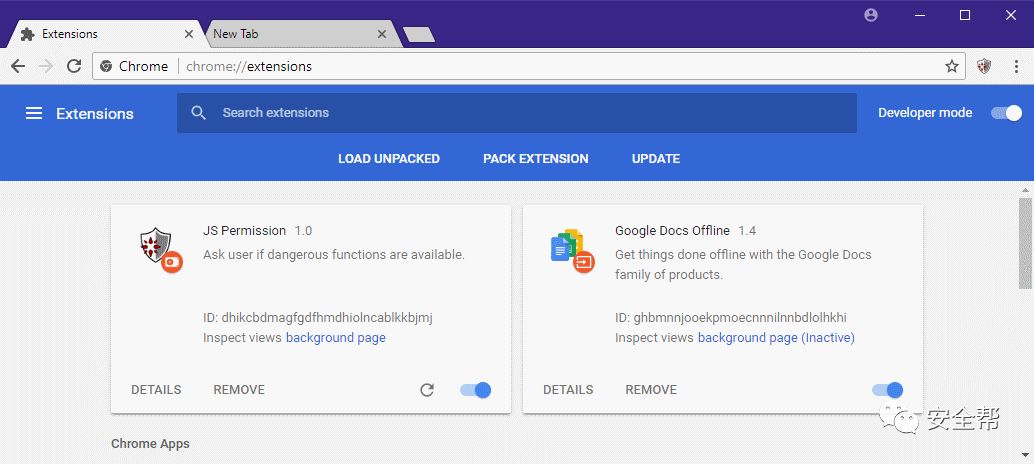 Extensions
New Tab
Chrome
chrome://extensions
Extensions
Search extensions
Developer mode
LOAD UNPACKED
PACK EXTENSION
UPDATE
JS Permission 1.0
Ask user if dangerous functions are available.
ID: dhikcbdmagfgdfhmdhiolncablkkbjmj
Inspect views background page
DETAILS
REMOVE
Google Docs Offline 1.4
Get things done offline with the Google Docs
family of products.
ID: ghbmnnjooekpmoecnnnilnnbdlolhkhi
Inspect views background page (Inactive)
DETAILS
REMOVE
安全帮
Chrome Apps